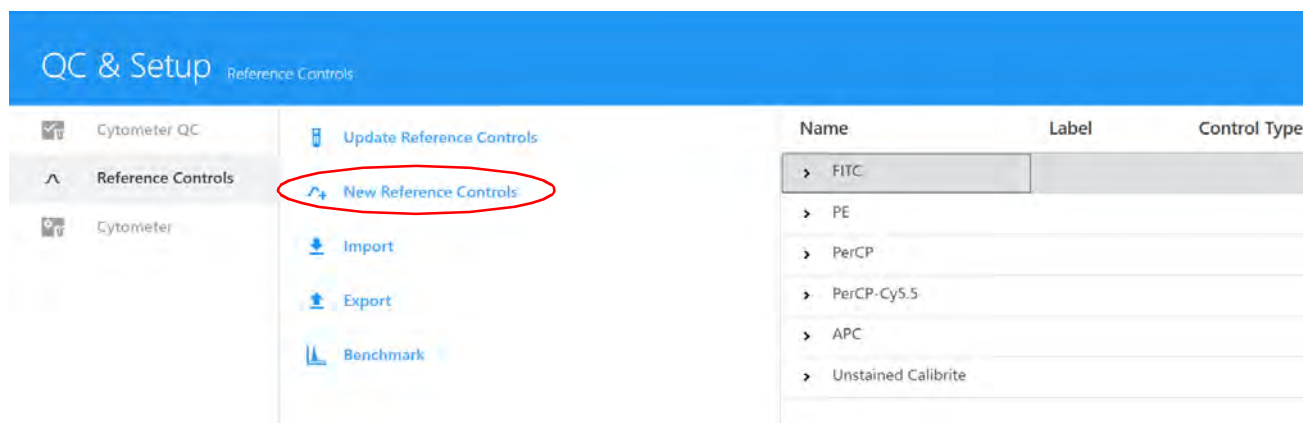 QC & Setup Reference Controls
Cytometer QC
Reference Controls
Cytometer
Update Reference Controls
New Reference Controls
Import
Export
Benchmark
Name Label Control Type
FITC
PE
PerCP
PerCP-Cy5.5
APC
Unstained Calibrite